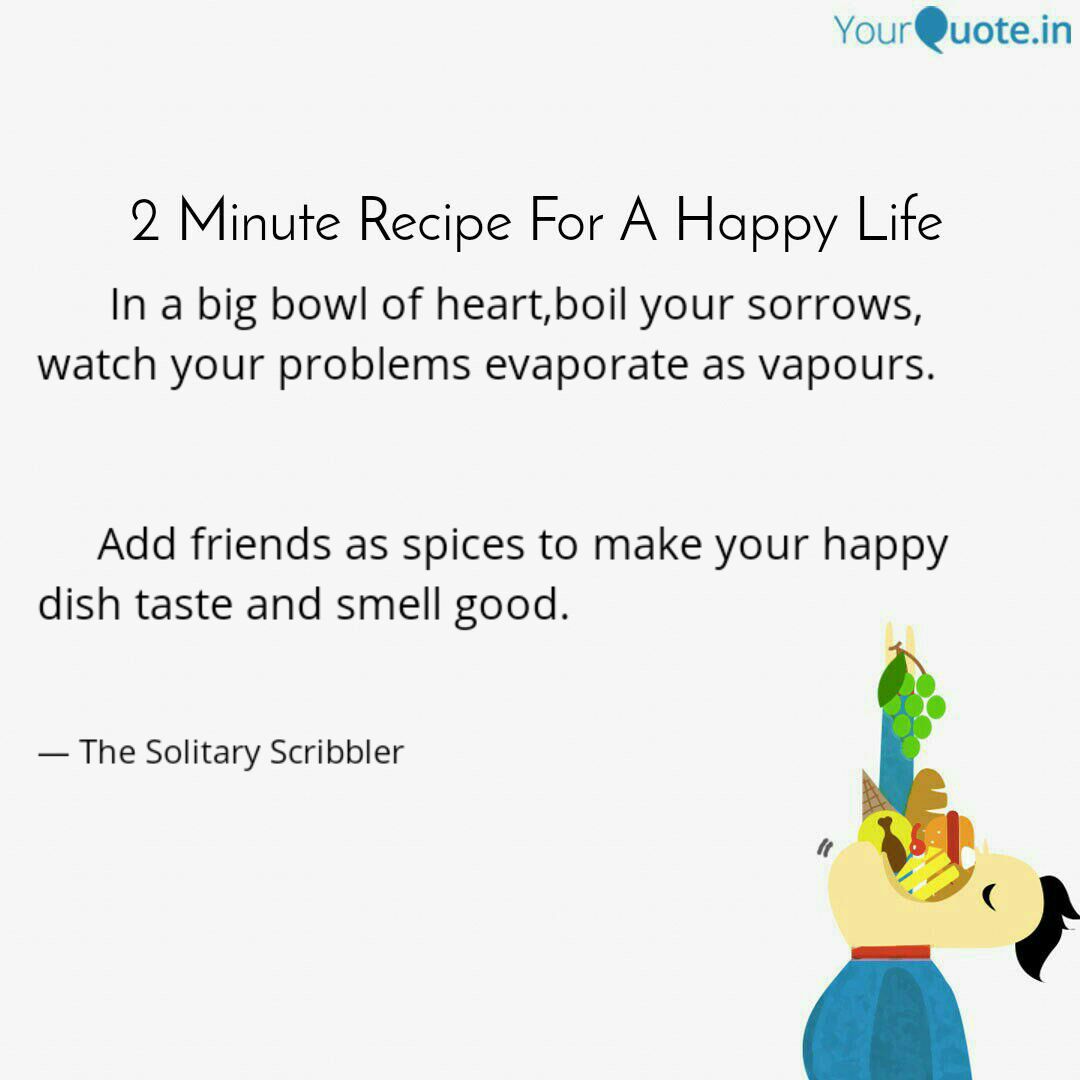 YourQuote.in
2 Minute Recipe For A Happy Life
In a big bowl of heart,boil your sorrows,
watch your problems evaporate as vapours.
Add friends as spices to make your happy
dish taste and smell good.
— The Solitary Scribbler